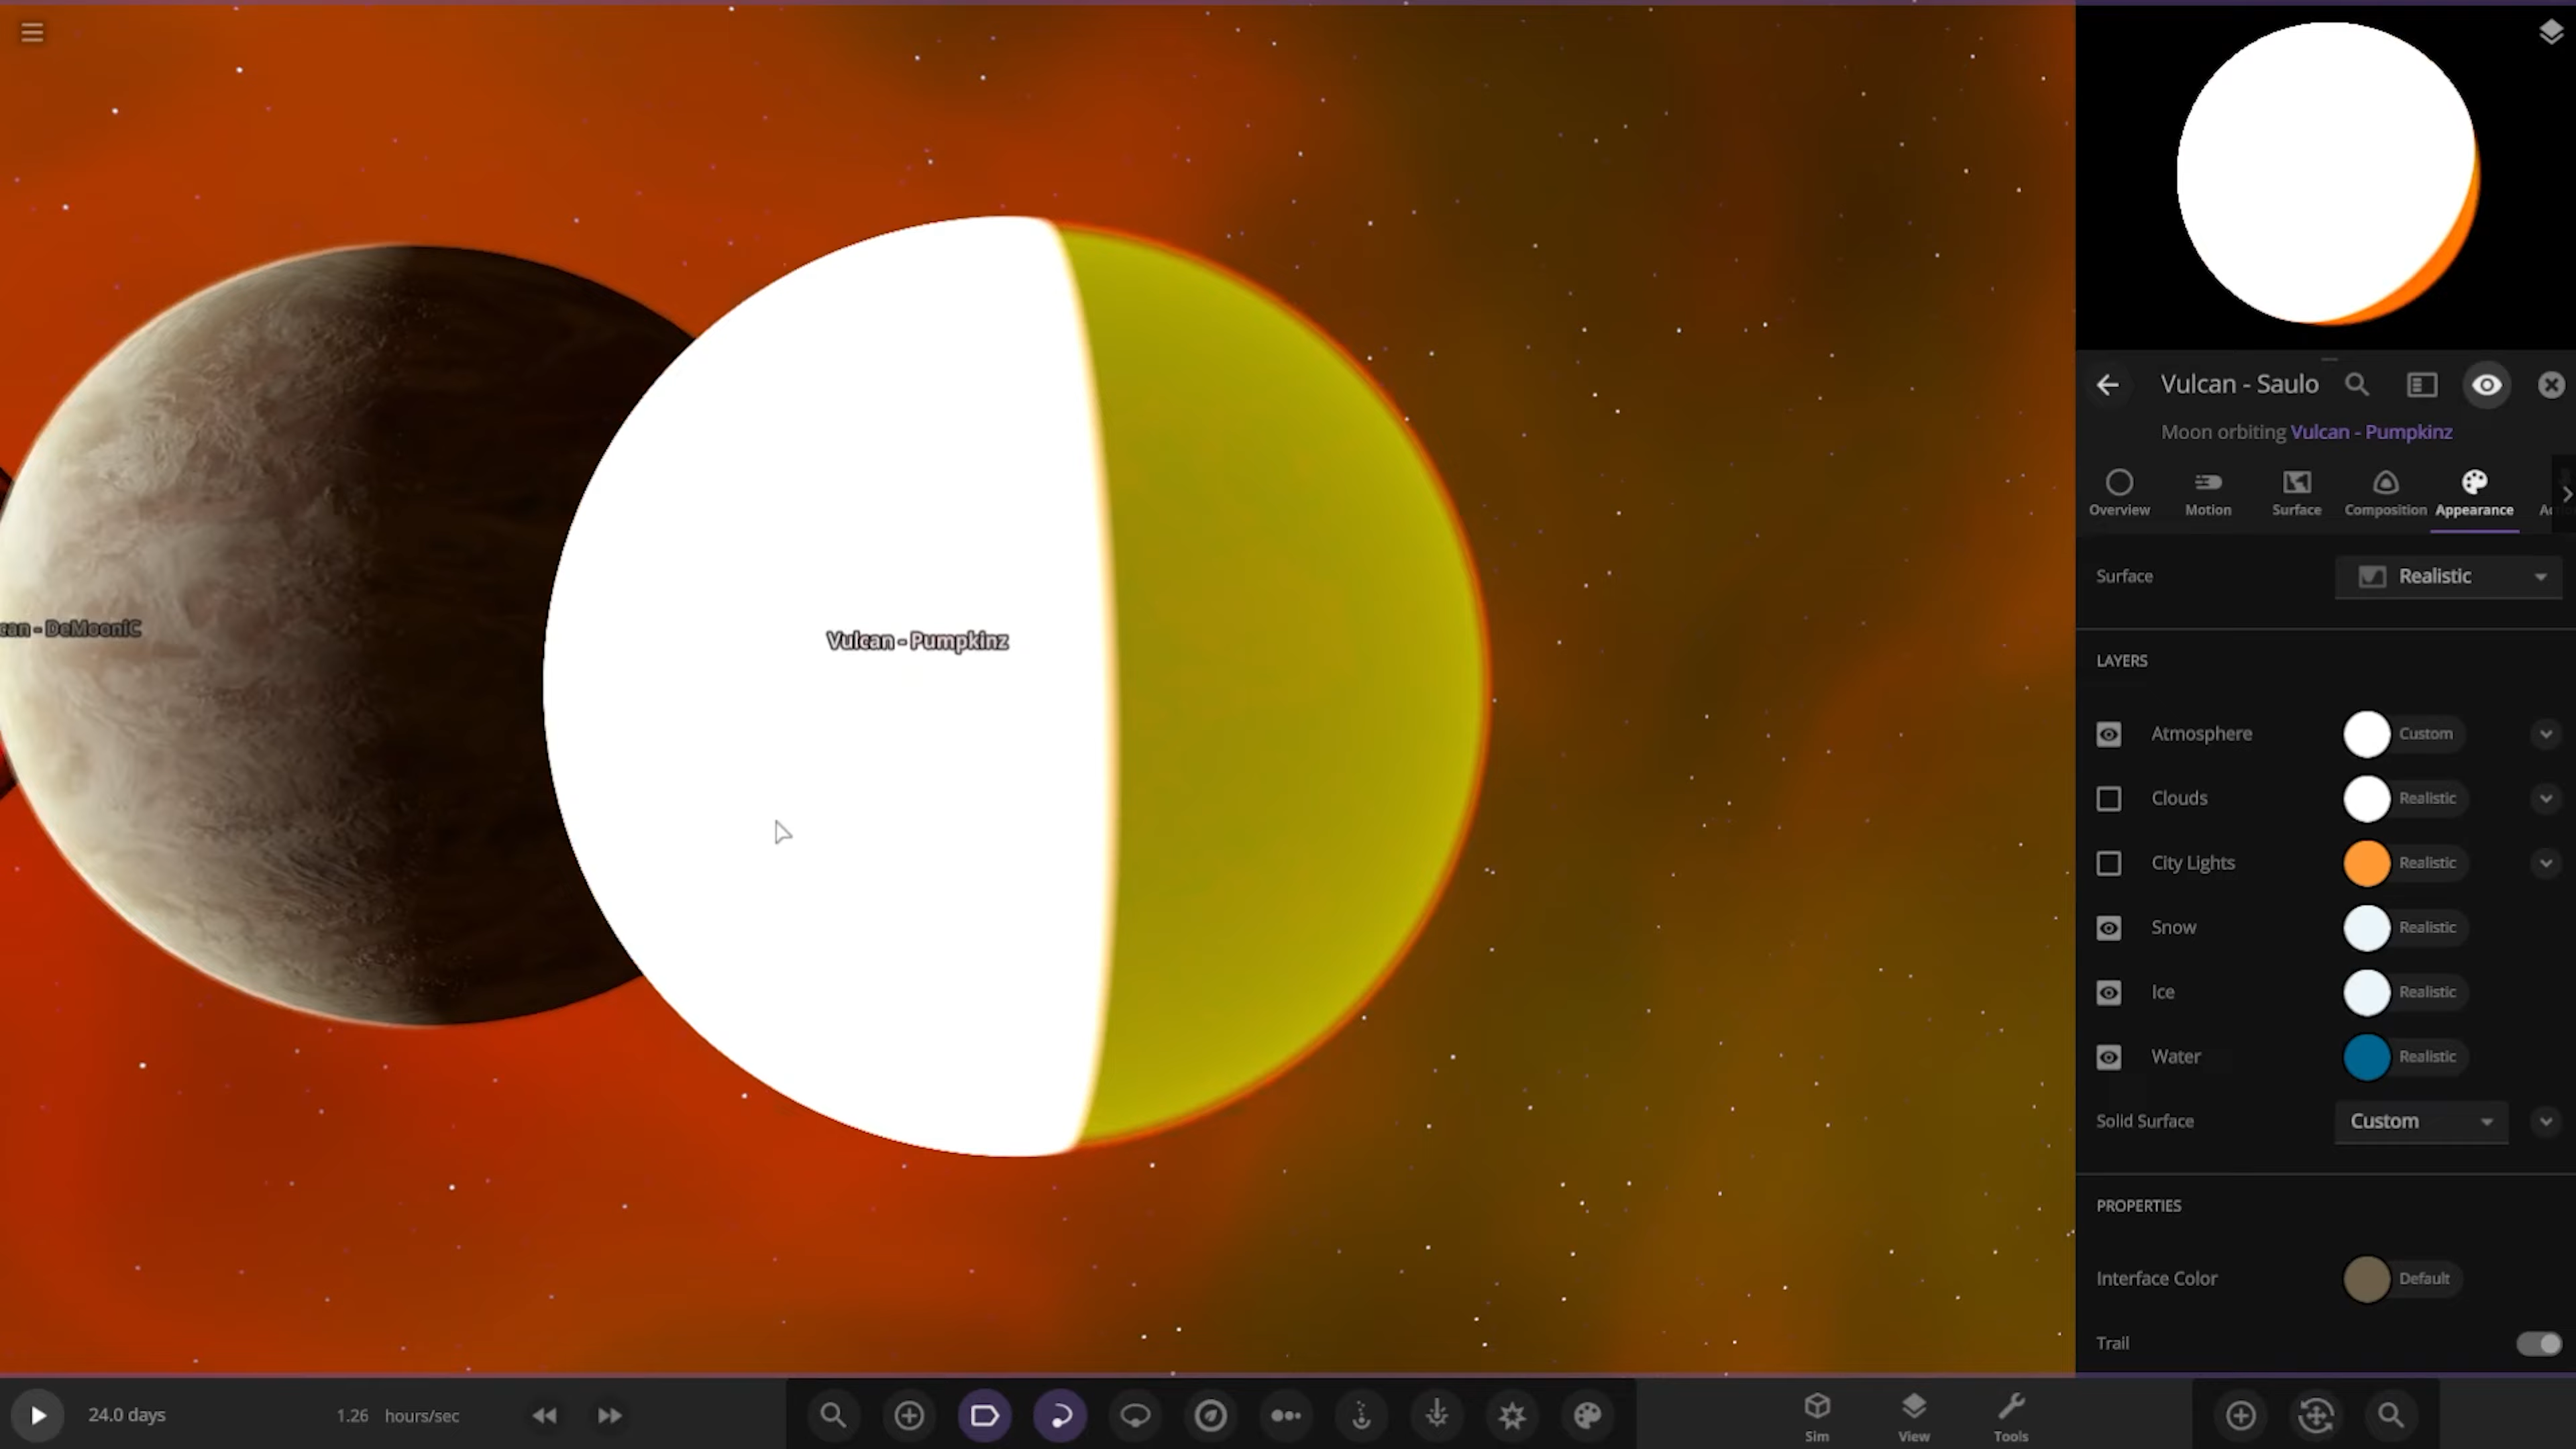 can - DeMooniC
Vulcan - Pumpkinz
Vulcan - Saulo
Moon orbiting Vulcan - Pumpkinz
Overview
Motion
Surface
Composition
Appearance
Surface
Realistic
LAYERS
Atmosphere
Custom
Clouds
Realistic
City Lights
Realistic
Snow
Realistic
Ice
Realistic
Water
Realistic
Solid Surface
Custom
PROPERTIES
Interface Color
Default
Trail
24.0 days
1.26 hours/sec
Sim
View
Tools